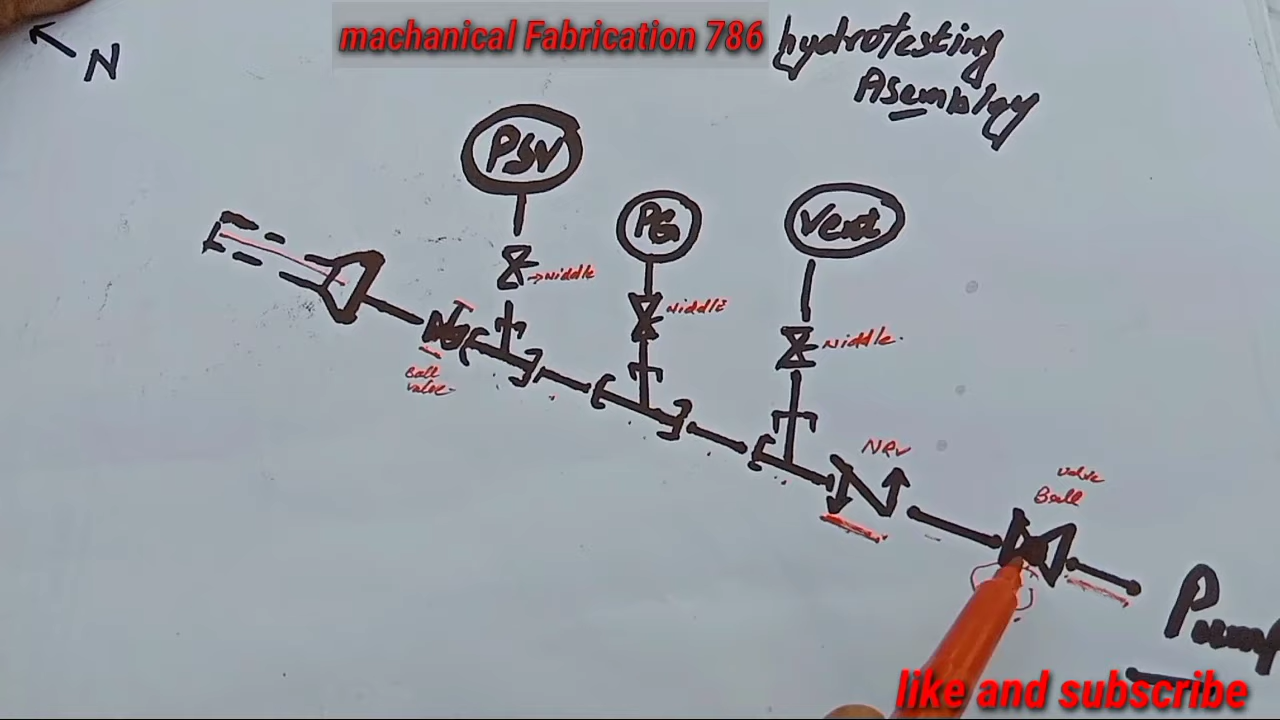 machanical Fabrication 786
hydrotesting
Asembley
N
PSV
PG
Vent
Niddle
Niddle
Niddle
Ball
valve
NRV
valve
Ball
Pump
like and subscribe